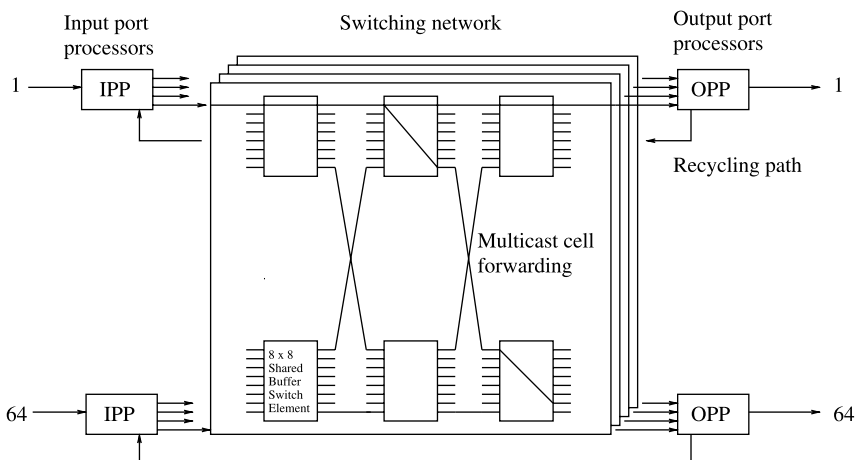 Input port
processors
Switching network
Output port
processors
1
IPP
OPP
1
Recycling path
Multicast cell
forwarding
8 x 8
Shared
Buffer
Switch
Element
64
IPP
OPP
64